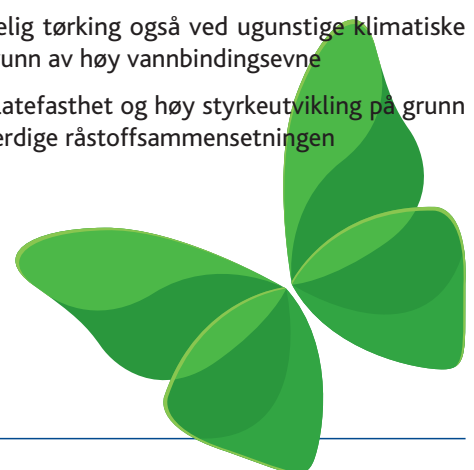 elig tørking også ved ugunstige klimatiske
unn av høy vannbindingsevne
latefasthet og høy styrkeutvikling på grunn
erdige råstoffsammensetningen